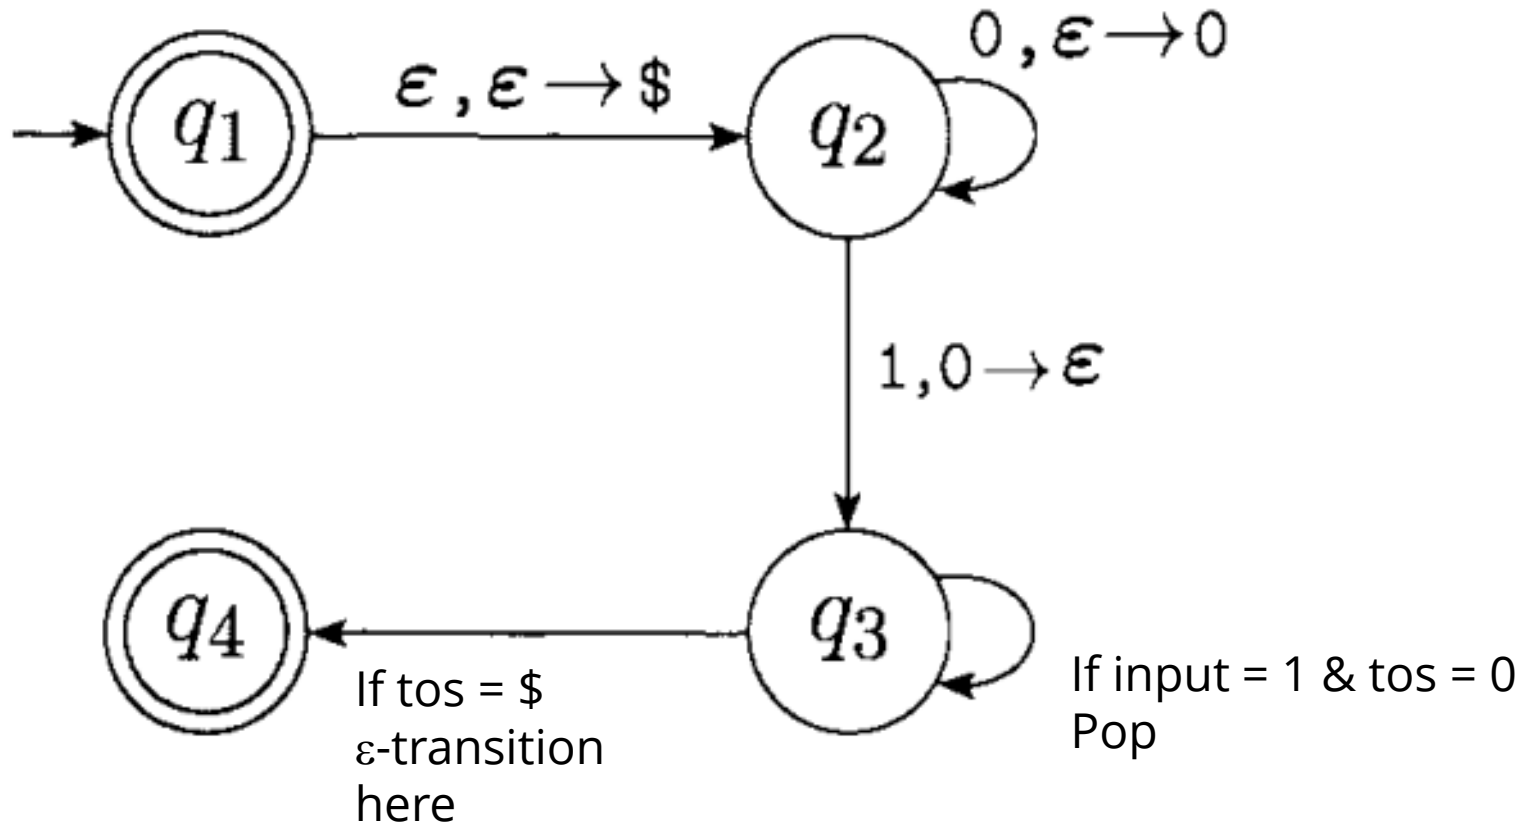 0,ε→0
q1
ε,ε→$
q2
1,0→ε
q4
q3
If tos = $
ε-transition
here
If input = 1 & tos = 0
Pop